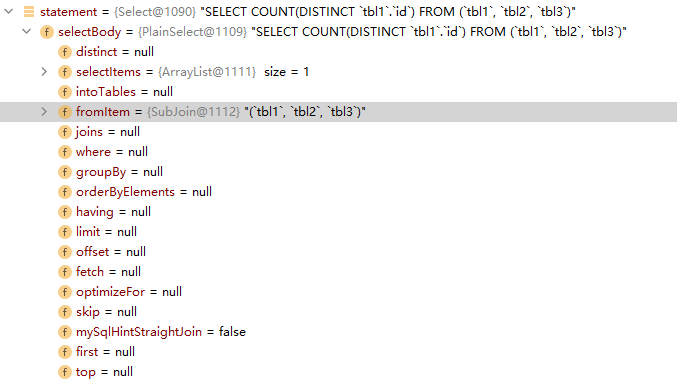 statement = {Select@1090} "SELECT COUNT(DISTINCT `tbl1`.`id`) FROM (`tbl1`, `tbl2`, `tbl3`)"
f selectBody = {PlainSelect@1109} "SELECT COUNT(DISTINCT `tbl1`.`id`) FROM (`tbl1`, `tbl2`, `tbl3`)"
f distinct = null
f selectItems = {ArrayList@1111} size = 1
f intoTables = null
f fromItem = {SubJoin@1112} "(`tbl1`, `tbl2`, `tbl3`)"
f joins = null
f where = null
f groupBy = null
f orderByElements = null
f having = null
f limit = null
f offset = null
f fetch = null
f optimizeFor = null
f skip = null
f mySqlHintStraightJoin = false
f first = null
f top = null